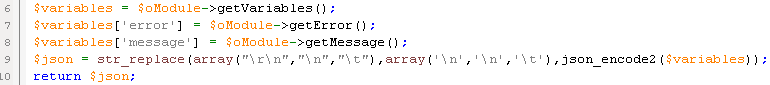 6 $variables = $oModule->getVariables();
7 $variables['error'] = $oModule->getError();
8 $variables['message'] = $oModule->getMessage();
9 $json = str_replace(array("\r\n","\n","\t"),array('\n','\n','\t'),json_encode2($variables));
10 return $json;